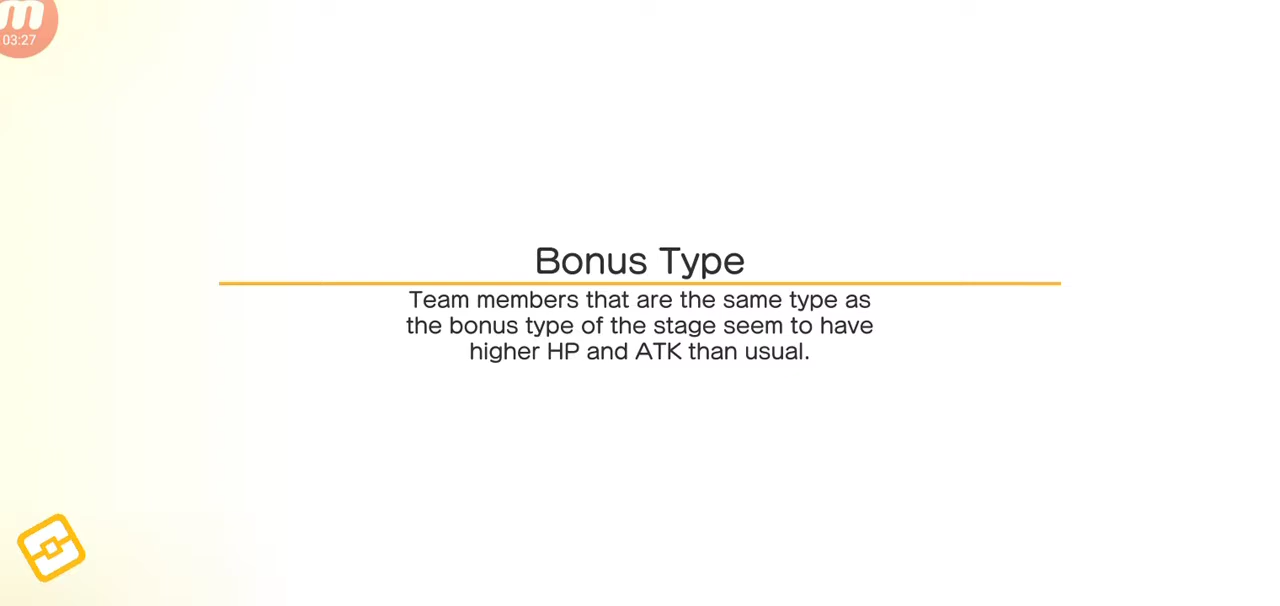 m
03:27
Bonus Type
Team members that are the same type as
the bonus type of the stage seem to have
higher HP and ATK than usual.